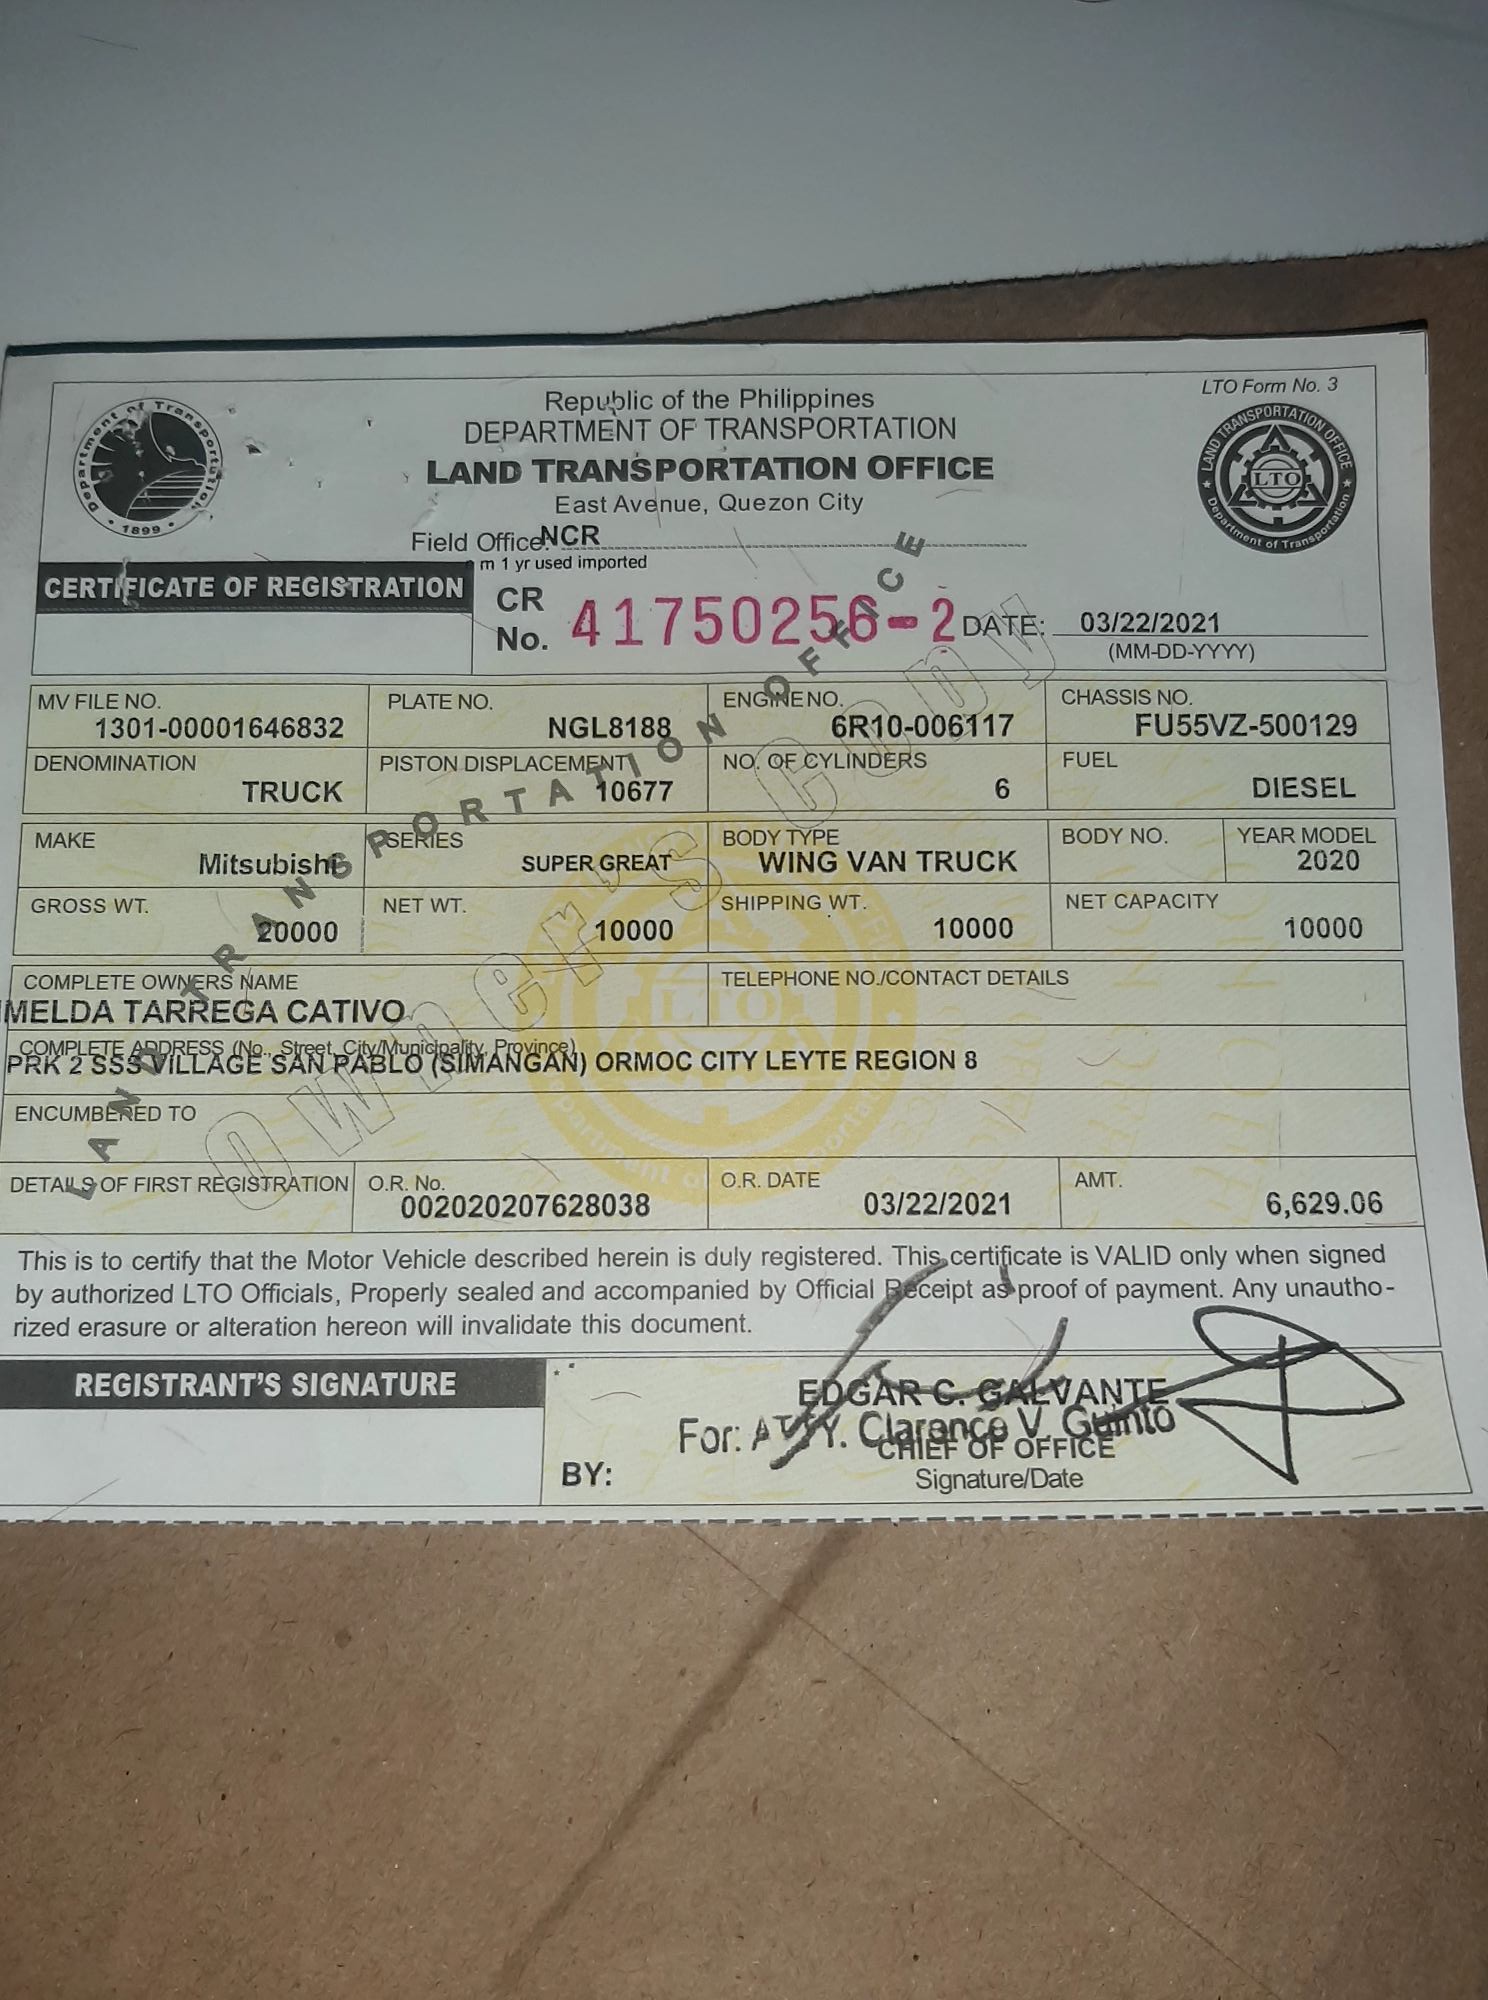 LTO Form No. 3
Republic of the Philippines
DEPARTMENT OF TRANSPORTATION
LAND TRANSPORTATION OFFICE
East Avenue, Quezon City
Field Office: NCR
m 1 yr used imported
Department of Transportation
1899
LAND TRANSPORTATION OFFICE
LTO
Department of Transportation
CERTIFICATE OF REGISTRATION
CR No. 41750256-2 DATE: 03/22/2021
(MM-DD-YYYY)
MV FILE NO. PLATE NO. ENGINE NO. CHASSIS NO.
1301-00001646832 NGL8188 6R10-006117 FU55VZ-500129
DENOMINATION PISTON DISPLACEMENT NO. OF CYLINDERS FUEL
TRUCK 10677 6 DIESEL
MAKE SERIES BODY TYPE BODY NO. YEAR MODEL
Mitsubishi SUPER GREAT WING VAN TRUCK 2020
GROSS WT. NET WT. SHIPPING WT. NET CAPACITY
20000 10000 10000 10000
COMPLETE OWNERS NAME TELEPHONE NO./CONTACT DETAILS
MELDA TARREGA CATIVO
COMPLETE ADDRESS (No., Street, City/Municipality, Province)
PRK 2 SSS VILLAGE SAN PABLO (SIMANGAN) ORMOC CITY LEYTE REGION 8
ENCUMBERED TO
DETAILS OF FIRST REGISTRATION O.R. No. O.R. DATE AMT.
002020207628038 03/22/2021 6,629.06
LAND TRANSPORTATION OFFICE
Owner's Copy
This is to certify that the Motor Vehicle described herein is duly registered. This certificate is VALID only when signed
by authorized LTO Officials, Properly sealed and accompanied by Official Receipt as proof of payment. Any unautho-
rized erasure or alteration hereon will invalidate this document.
REGISTRANT'S SIGNATURE
EDGAR C. GALVANTE
For: ATTY. Clarence V. Guinto
CHIEF OF OFFICE
BY:
Signature/Date